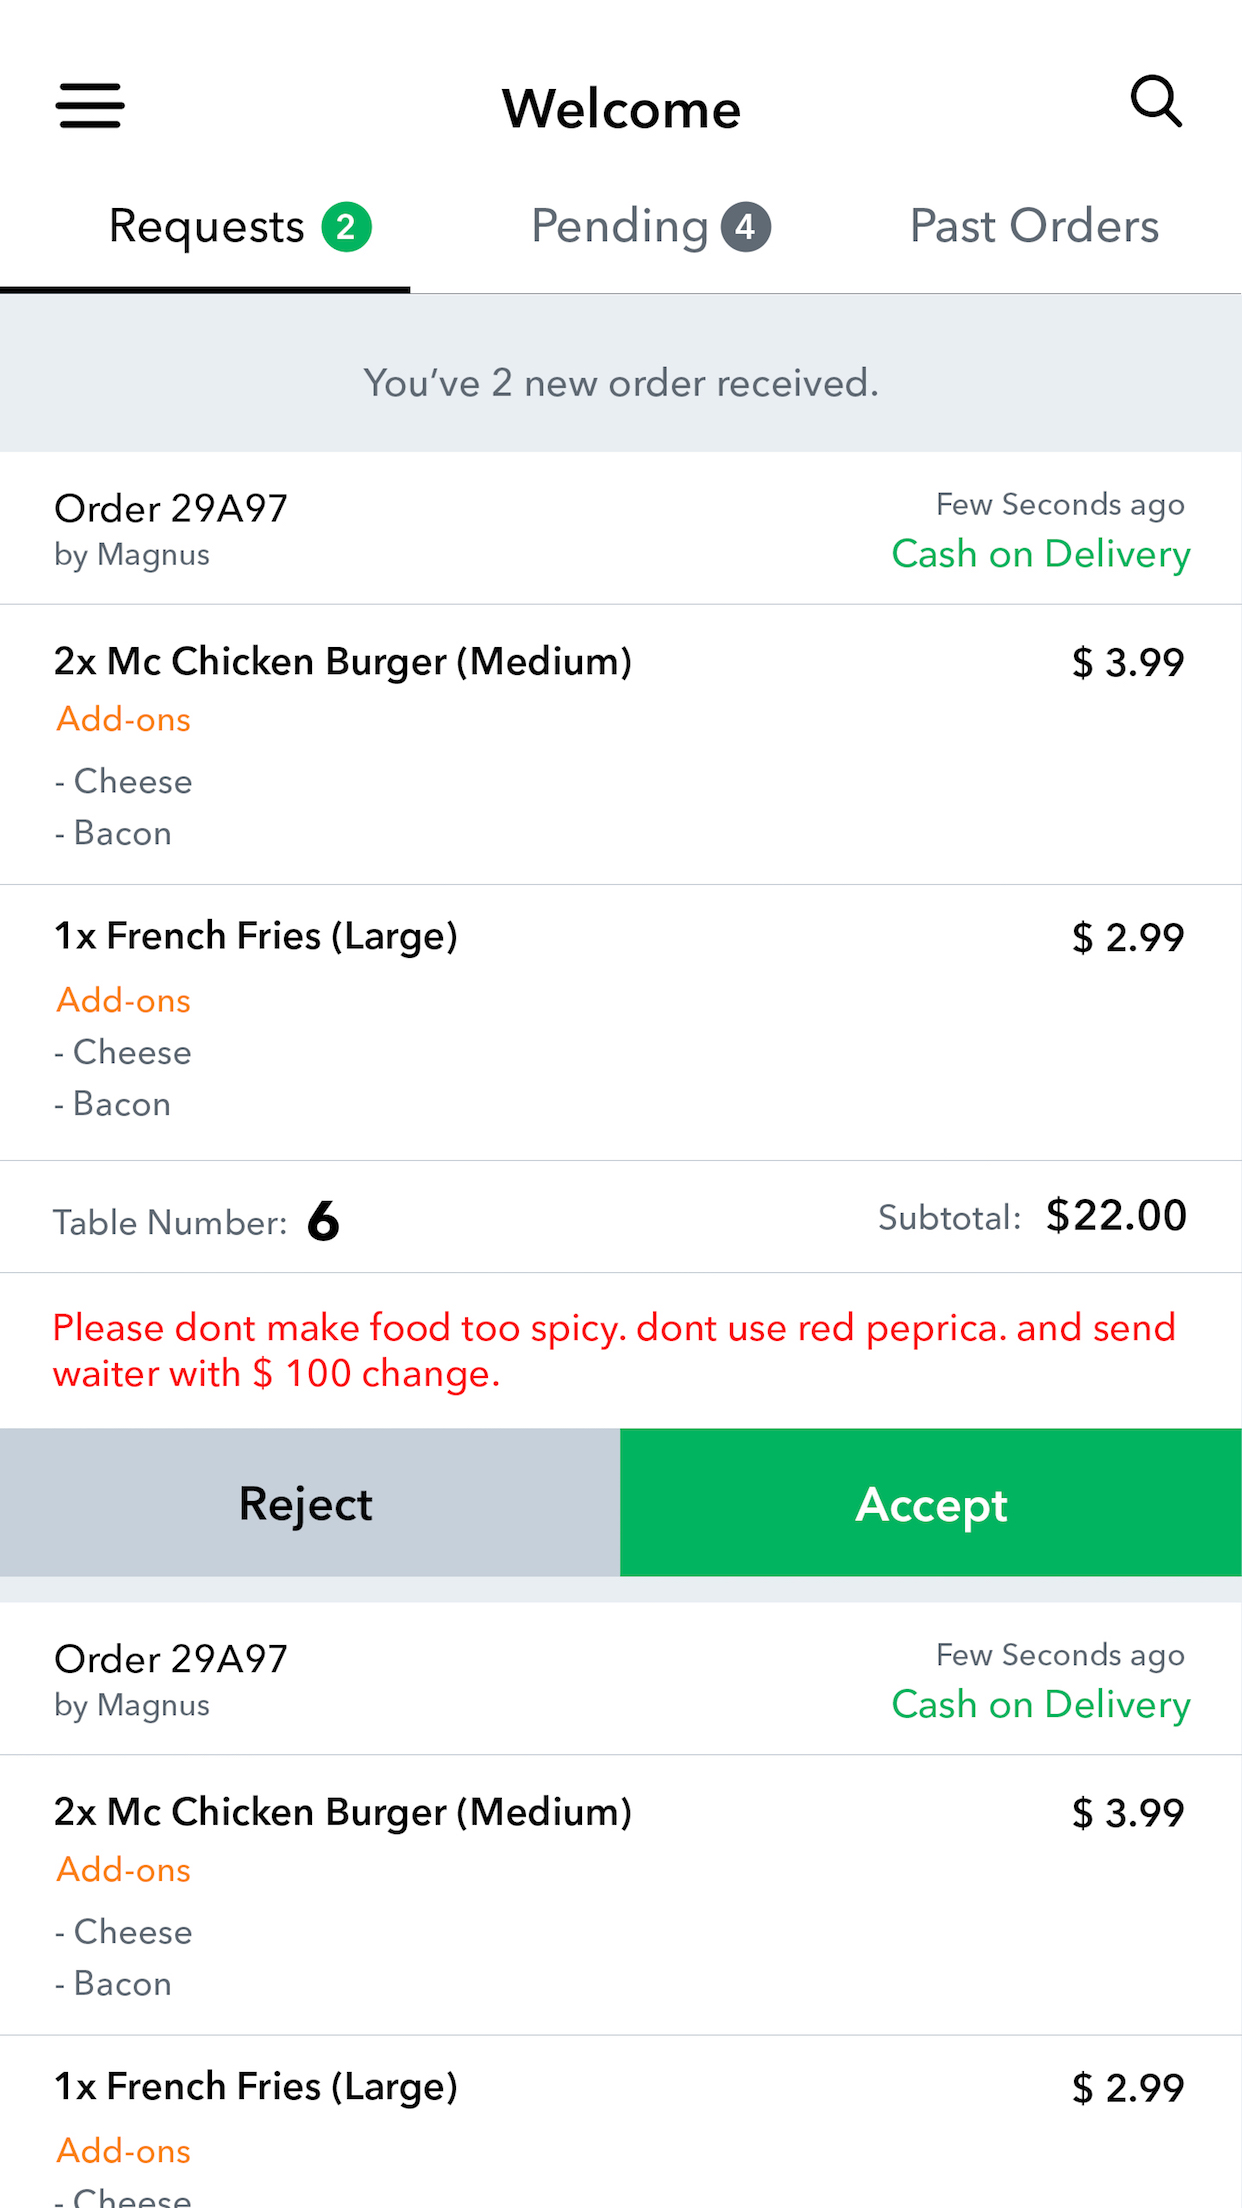 Welcome
Requests 2
Pending 4
Past Orders
You’ve 2 new order received.
Order 29A97
Few Seconds ago
by Magnus
Cash on Delivery
2x Mc Chicken Burger (Medium)
$ 3.99
Add-ons
- Cheese
- Bacon
1x French Fries (Large)
$ 2.99
Add-ons
- Cheese
- Bacon
Table Number: 6
Subtotal: $22.00
Please dont make food too spicy. dont use red peprica. and send
waiter with $ 100 change.
Reject
Accept
Order 29A97
Few Seconds ago
by Magnus
Cash on Delivery
2x Mc Chicken Burger (Medium)
$ 3.99
Add-ons
- Cheese
- Bacon
1x French Fries (Large)
$ 2.99
Add-ons
- Cheese